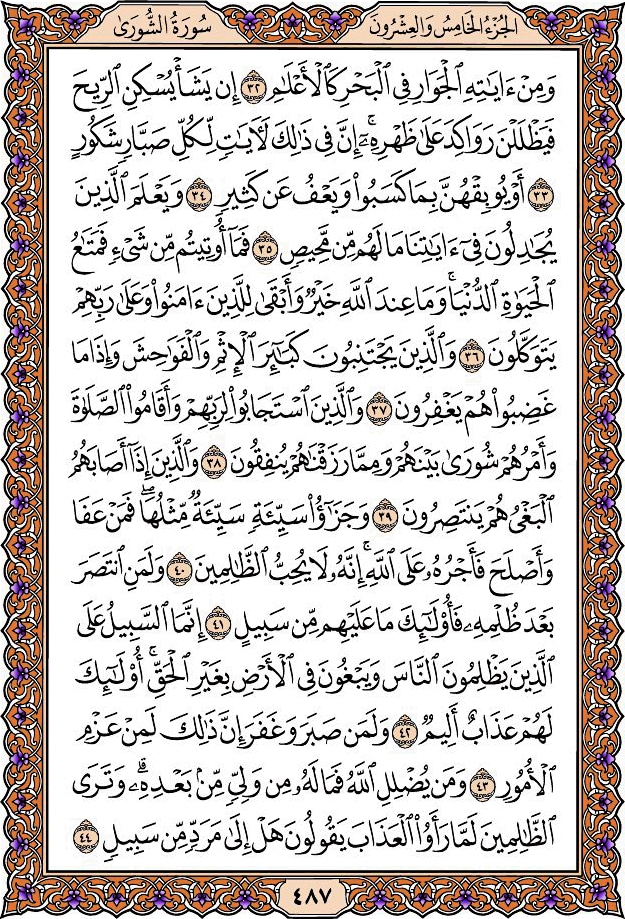 الجُزْءُ الخَامِسُ وَالعِشْرُونَ
سُورَةُ الشُّورَىٰ
وَمِنْ ءَايَٰتِهِ ٱلْجَوَارِ فِي ٱلْبَحْرِ كَٱلْأَعْلَٰمِ ٣٢ إِن يَشَأْ يُسْكِنِ ٱلرِّيحَ
فَيَظْلَلْنَ رَوَاكِدَ عَلَىٰ ظَهْرِهِۦٓۚ إِنَّ فِي ذَٰلِكَ لَأٓيَٰتٍ لِّكُلِّ صَبَّارٍ شَكُورٍ
٣٣ أَوْ يُوبِقْهُنَّ بِمَا كَسَبُوا۟ وَيَعْفُ عَن كَثِيرٍ ٣٤ وَيَعْلَمَ ٱلَّذِينَ
يُجَٰدِلُونَ فِيٓ ءَايَٰتِنَا مَا لَهُم مِّن مَّحِيصٍ ٣٥ فَمَآ أُوتِيتُم مِّن شَيْءٍ فَمَتَٰعُ
ٱلْحَيَوٰةِ ٱلدُّنْيَاۖ وَمَا عِندَ ٱللَّهِ خَيْرٌ وَأَبْقَىٰ لِلَّذِينَ ءَامَنُوا۟ وَعَلَىٰ رَبِّهِمْ
يَتَوَكَّلُونَ ٣٦ وَٱلَّذِينَ يَجْتَنِبُونَ كَبَٰٓئِرَ ٱلْإِثْمِ وَٱلْفَوَٰحِشَ وَإِذَا مَا
غَضِبُوا۟ هُمْ يَغْفِرُونَ ٣٧ وَٱلَّذِينَ ٱسْتَجَابُوا۟ لِرَبِّهِمْ وَأَقَامُوا۟ ٱلصَّلَوٰةَ
وَأَمْرُهُمْ شُورَىٰ بَيْنَهُمْ وَمِمَّا رَزَقْنَٰهُمْ يُنفِقُونَ ٣٨ وَٱلَّذِينَ إِذَآ أَصَابَهُمُ
ٱلْبَغْيُ هُمْ يَنتَصِرُونَ ٣٩ وَجَزَٰٓؤُا۟ سَيِّئَةٍ سَيِّئَةٌ مِّثْلُهَاۖ فَمَنْ عَفَا
وَأَصْلَحَ فَأَجْرُهُۥ عَلَى ٱللَّهِۚ إِنَّهُۥ لَا يُحِبُّ ٱلظَّٰلِمِينَ ٤٠ وَلَمَنِ ٱنتَصَرَ
بَعْدَ ظُلْمِهِۦ فَأُو۟لَٰٓئِكَ مَا عَلَيْهِم مِّن سَبِيلٍ ٤١ إِنَّمَا ٱلسَّبِيلُ عَلَى
ٱلَّذِينَ يَظْلِمُونَ ٱلنَّاسَ وَيَبْغُونَ فِي ٱلْأَرْضِ بِغَيْرِ ٱلْحَقِّۚ أُو۟لَٰٓئِكَ
لَهُمْ عَذَابٌ أَلِيمٌ ٤٢ وَلَمَن صَبَرَ وَغَفَرَ إِنَّ ذَٰلِكَ لَمِنْ عَزْمِ
ٱلْأُمُورِ ٤٣ وَمَن يُضْلِلِ ٱللَّهُ فَمَا لَهُۥ مِن وَلِيٍّ مِّنۢ بَعْدِهِۦۗ وَتَرَى
ٱلظَّٰلِمِينَ لَمَّا رَأَوُا۟ ٱلْعَذَابَ يَقُولُونَ هَلْ إِلَىٰ مَرَدٍّ مِّن سَبِيلٍ ٤٤
٤٨٧